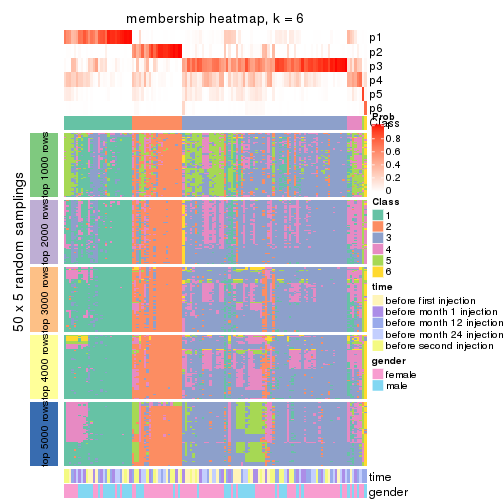 membership heatmap, k = 6
p1
p2
p3
p4
p5
p6
Class
Prob
1
0.8
0.6
0.4
0.2
0
Class
1
2
3
4
5
6
time
before first injection
before month 1 injection
before month 12 injection
before month 24 injection
before second injection
gender
female
male
50 x 5 random samplings
top 1000 rows
top 2000 rows
top 3000 rows
top 4000 rows
top 5000 rows
time
gender